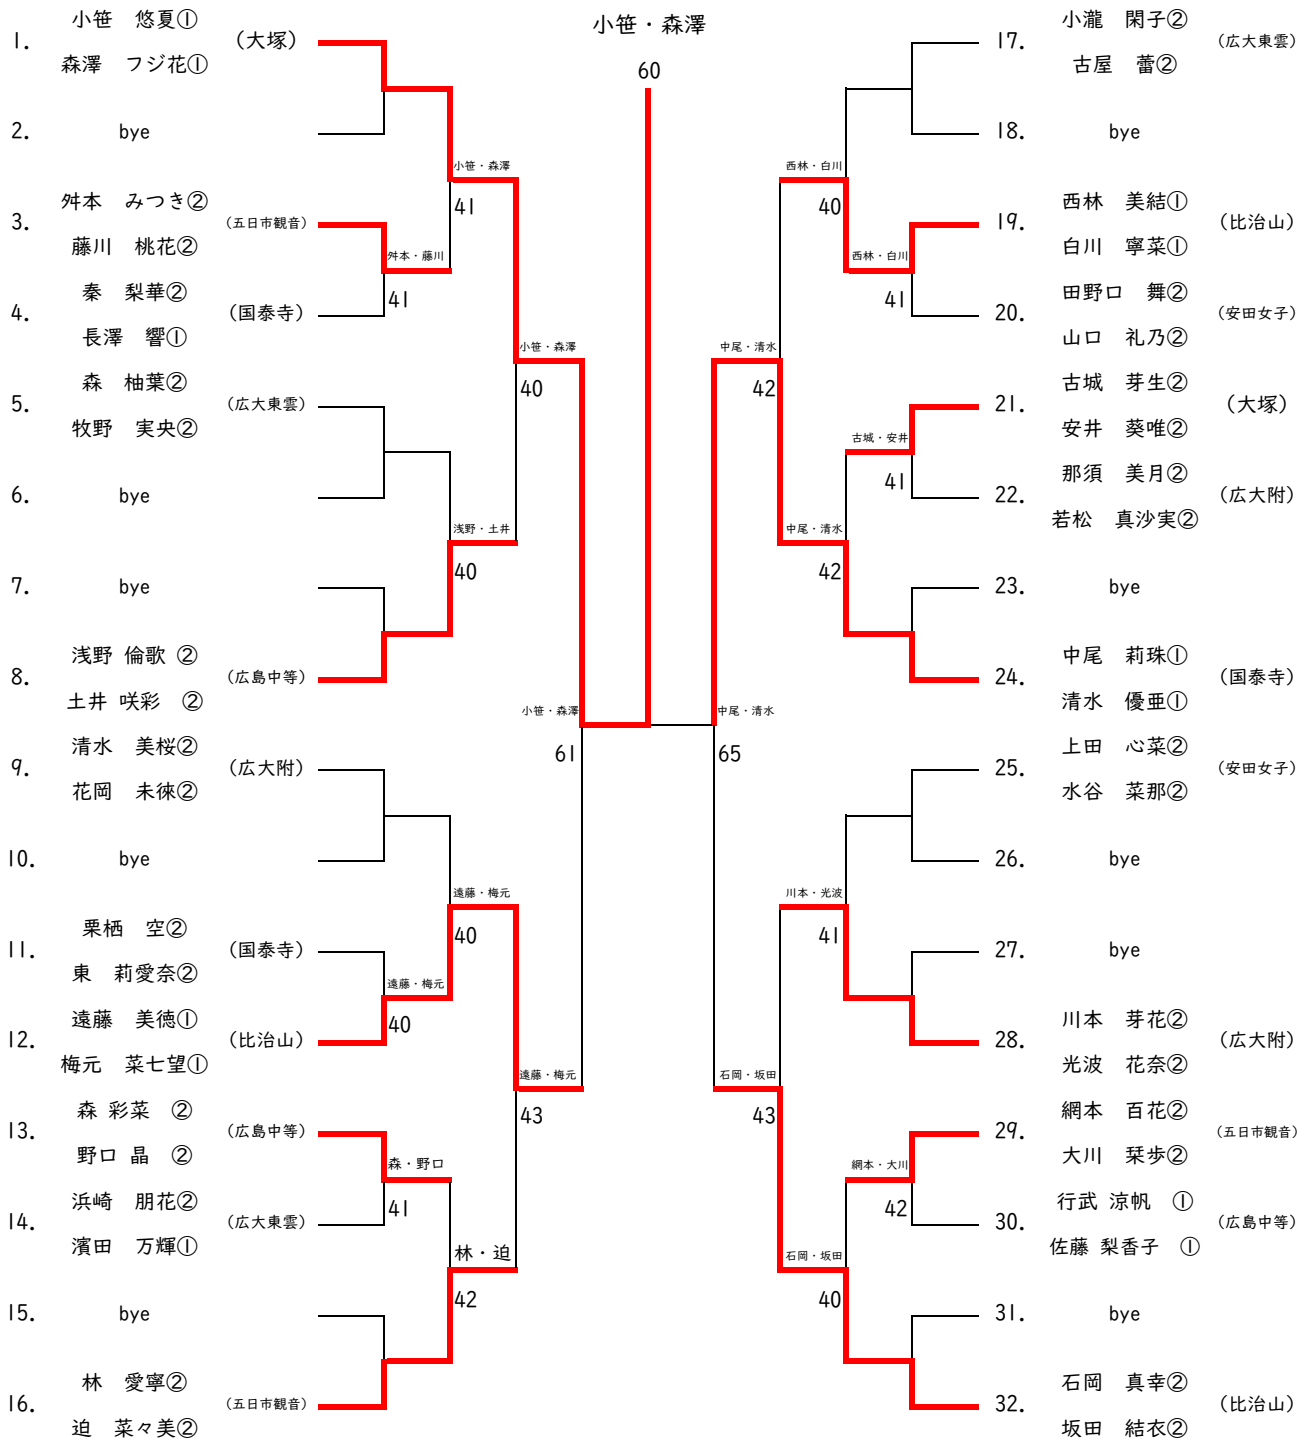 小笹・森澤
60
小笹　悠夏①
1.
（大塚）
森澤　フジ花①
2.
bye
舛本　みつき②
3.
（五日市観音）
藤川　桃花②
秦　梨華②
4.
（国泰寺）
長澤　響①
森　柚葉②
5.
（広大東雲）
牧野　実央②
6.
bye
7.
bye
浅野 倫歌 ②
8.
（広島中等）
土井 咲彩　②
清水　美桜②
9.
（広大附）
花岡　未徠②
10.
bye
栗栖　空②
11.
（国泰寺）
東　莉愛奈②
遠藤　美徳①
12.
（比治山）
梅元　菜七望①
森 彩菜　②
13.
（広島中等）
野口 晶　②
浜崎　朋花②
14.
（広大東雲）
濱田　万輝①
15.
bye
林　愛寧②
16.
（五日市観音）
迫　菜々美②
舛本・藤川
41
遠藤・梅元
40
森・野口
41
小笹・森澤
41
浅野・土井
40
遠藤・梅元
40
林・迫
42
小笹・森澤
40
遠藤・梅元
43
小笹・森澤
61
中尾・清水
65
中尾・清水
42
石岡・坂田
43
西林・白川
40
中尾・清水
42
川本・光波
41
石岡・坂田
40
西林・白川
41
古城・安井
41
網本・大川
42
小瀧　閑子②
17.
（広大東雲）
古屋　蕾②
18.
bye
西林　美結①
19.
（比治山）
白川　寧菜①
田野口　舞②
20.
（安田女子）
山口　礼乃②
古城　芽生②
21.
（大塚）
安井　葵唯②
那須　美月②
22.
（広大附）
若松　真沙実②
23.
bye
中尾　莉珠①
24.
（国泰寺）
清水　優亜①
上田　心菜②
25.
（安田女子）
水谷　菜那②
26.
bye
27.
bye
川本　芽花②
28.
（広大附）
光波　花奈②
網本　百花②
29.
（五日市観音）
大川　栞歩②
行武 涼帆　①
30.
（広島中等）
佐藤 梨香子　①
31.
bye
石岡　真幸②
32.
（比治山）
坂田　結衣②